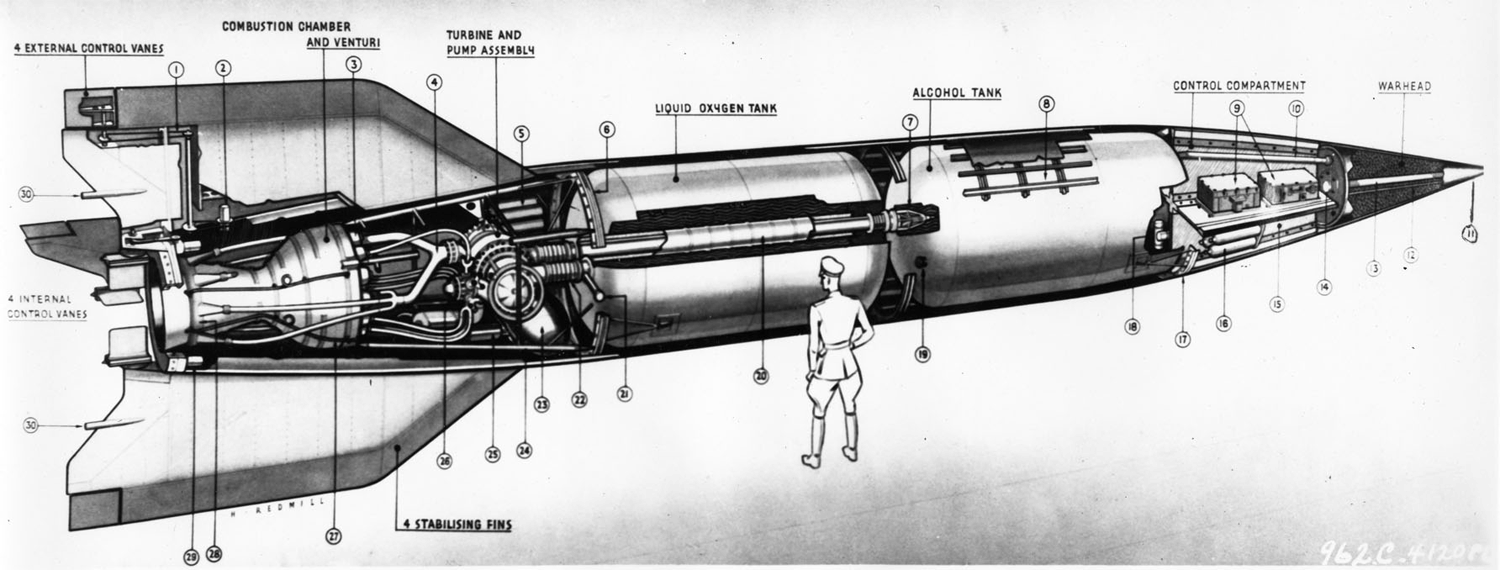 COMBUSTION CHAMBER
AND VENTURI
TURBINE AND
PUMP ASSEMBLY
4 EXTERNAL CONTROL VANES
1
2
3
4
5
6
LIQUID OXYGEN TANK
7
ALCOHOL TANK
8
CONTROL COMPARTMENT
9
10
WARHEAD
30
4 INTERNAL
CONTROL VANES
11
12
13
14
15
16
17
18
19
20
21
22
23
24
25
26
27
28
29
30
H. REDMILL
4 STABILISING FINS